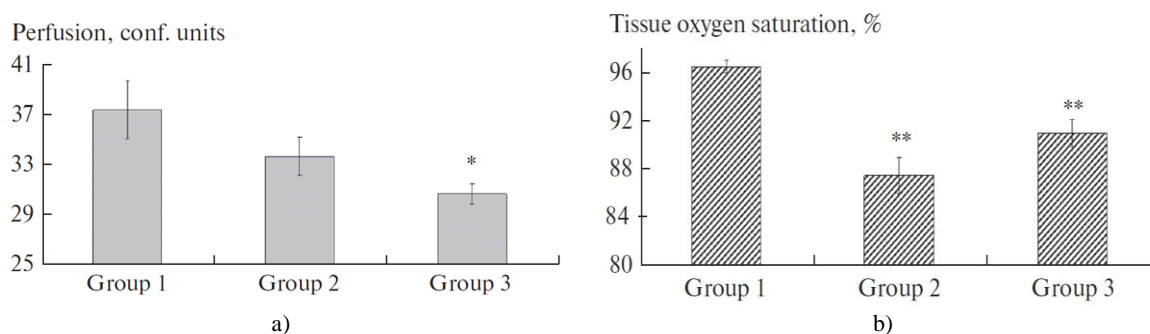 Perfusion, conf. units
41
37
33
29
25
*
Group 1 Group 2 Group 3
a)
Tissue oxygen saturation, %
96
92
88
84
80
**
**
Group 1 Group 2 Group 3
b)